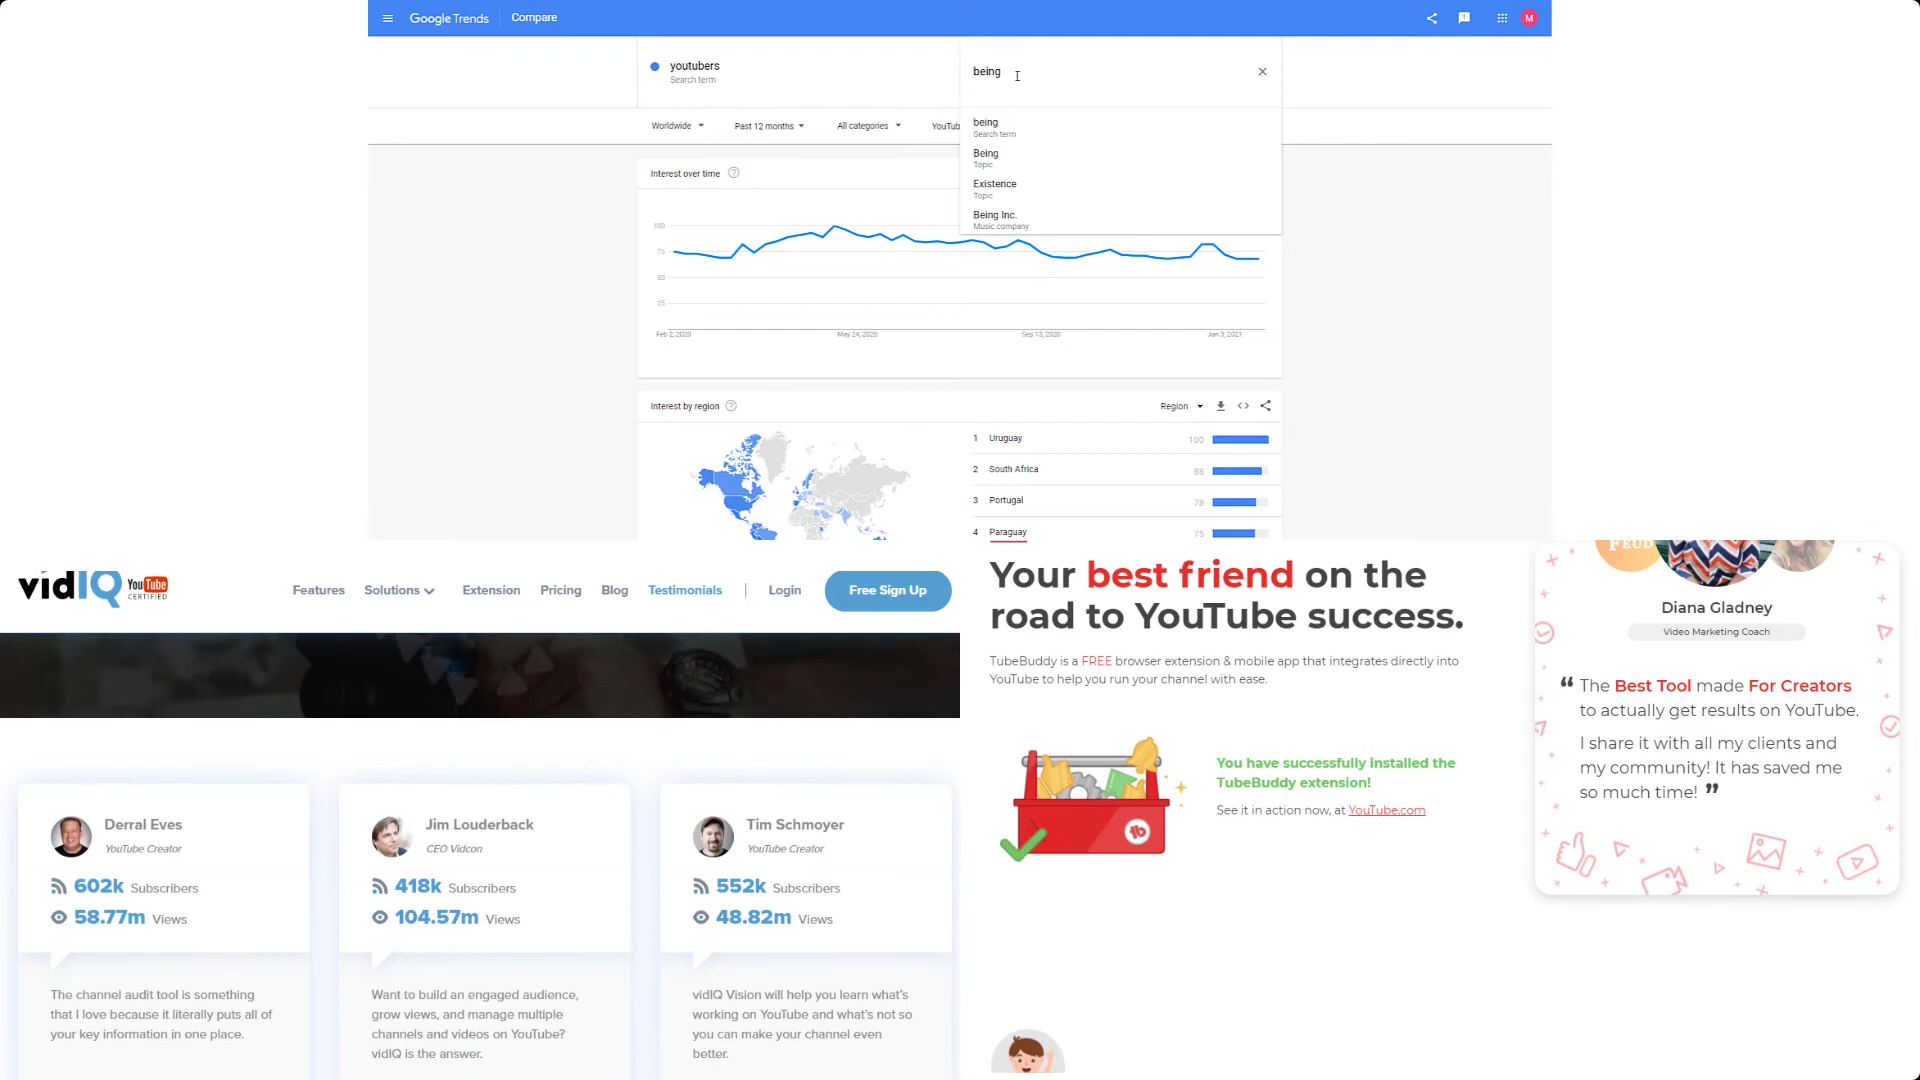 Google Trends
Compare
M
youtubers
Search term
being
being
Search term
Being
Topic
Existence
Topic
Being Inc.
Music company
Worldwide
Past 12 months
All categories
YouTub
Interest over time
100
75
50
25
Feb 2, 2020
May 24, 2020
Sep 13, 2020
Jan 3, 2021
Interest by region
Region
1 Uruguay 100
2 South Africa 88
3 Portugal 78
4 Paraguay 75
vidIQ YouTube CERTIFIED
Features
Solutions
Extension
Pricing
Blog
Testimonials
Login
Free Sign Up
Derral Eves
YouTube Creator
602k Subscribers
58.77m Views
The channel audit tool is something
that I love because it literally puts all of
your key information in one place.
Jim Louderback
CEO Vidcon
418k Subscribers
104.57m Views
Want to build an engaged audience,
grow views, and manage multiple
channels and videos on YouTube?
vidIQ is the answer.
Tim Schmoyer
YouTube Creator
552k Subscribers
48.82m Views
vidIQ Vision will help you learn what's
working on YouTube and what's not so
you can make your channel even
better.
Your best friend on the
road to YouTube success.
TubeBuddy is a FREE browser extension & mobile app that integrates directly into
YouTube to help you run your channel with ease.
tb
You have successfully installed the
TubeBuddy extension!
See it in action now, at YouTube.com
Diana Gladney
Video Marketing Coach
“ The Best Tool made For Creators
to actually get results on YouTube.
I share it with all my clients and
my community! It has saved me
so much time! ”